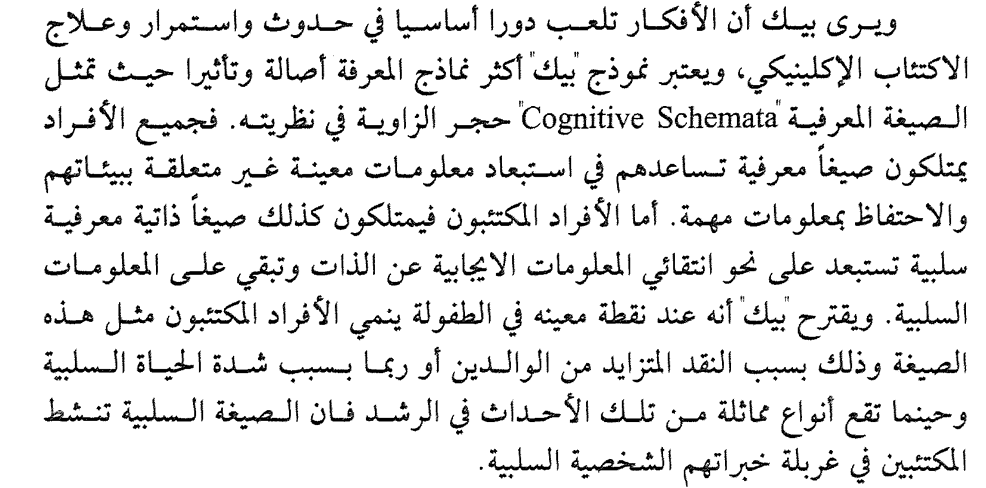 ويرى بيك أن الأفكار تلعب دورا أساسيا في حدوث واستمرار وعلاج
الاكتئاب الإكلينيكي، ويعتبر نموذج "بيك" أكثر نماذج المعرفة أصالة وتأثيرا حيث تمثل
الصيغة المعرفية "Cognitive Schemata" حجر الزاوية في نظريته. فجميع الأفراد
يمتلكون صيغاً معرفية تساعدهم في استبعاد معلومات معينة غير متعلقة ببيئاتهم
والاحتفاظ بمعلومات مهمة. أما الأفراد المكتئبون فيمتلكون كذلك صيغاً ذاتية معرفية
سلبية تستبعد على نحو انتقائي المعلومات الايجابية عن الذات وتبقي على المعلومات
السلبية. ويقترح "بيك" أنه عند نقطة معينه في الطفولة ينمي الأفراد المكتئبون مثل هذه
الصيغة وذلك بسبب النقد المتزايد من الوالدين أو ربما بسبب شدة الحياة السلبية
وحينما تقع أنواع مماثلة من تلك الأحداث في الرشد فان الصيغة السلبية تنشط
المكتئبين في غربلة خبراتهم الشخصية السلبية.